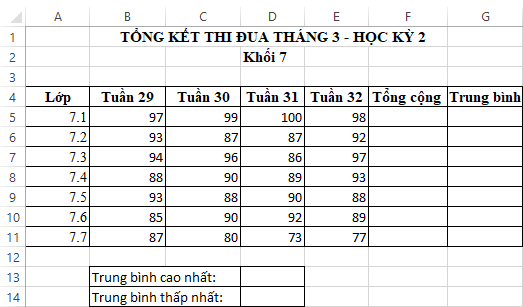 A B C D E F G
1 TỔNG KẾT THI ĐUA THÁNG 3 - HỌC KỲ 2
2 Khối 7
3
4 Lớp Tuần 29 Tuần 30 Tuần 31 Tuần 32 Tổng cộng Trung bình
5 7.1 97 99 100 98
6 7.2 93 87 87 92
7 7.3 94 96 86 97
8 7.4 88 90 89 93
9 7.5 93 88 90 88
10 7.6 85 90 92 89
11 7.7 87 80 73 77
12
13 Trung bình cao nhất:
14 Trung bình thấp nhất: